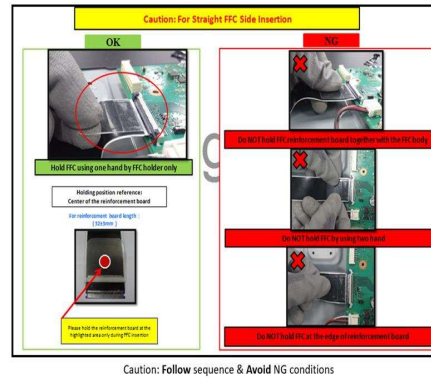 Caution: For Straight FFC Side Insertion
OK
NG
Hold FFC using one hand by FFC holder only
Holding position reference:
Center of the reinforcement board
For reinforcement board length :
Please hold the reinforcement board at the
highlighted area only during FFC insertion
Do NOT hold FFC reinforcement board together with the FFC body
Do NOT hold FFC by using two hand
Do NOT hold FFC at the edge of reinforcement board
Caution: Follow sequence & Avoid NG conditions